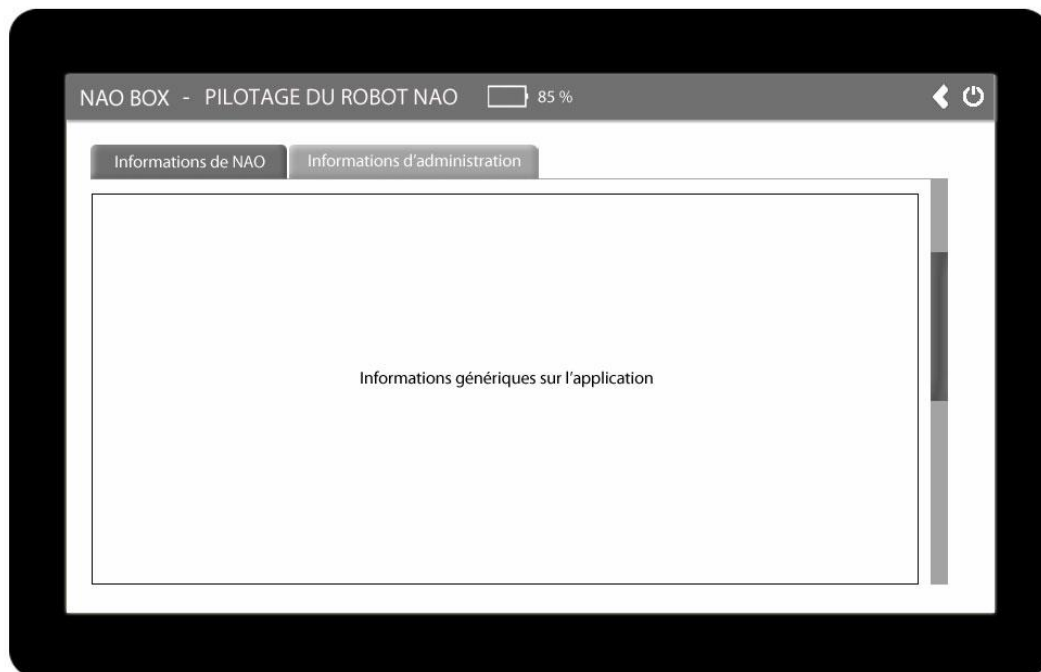 NAO BOX - PILOTAGE DU ROBOT NAO 85 %
Informations de NAO Informations d'administration
Informations génériques sur l'application